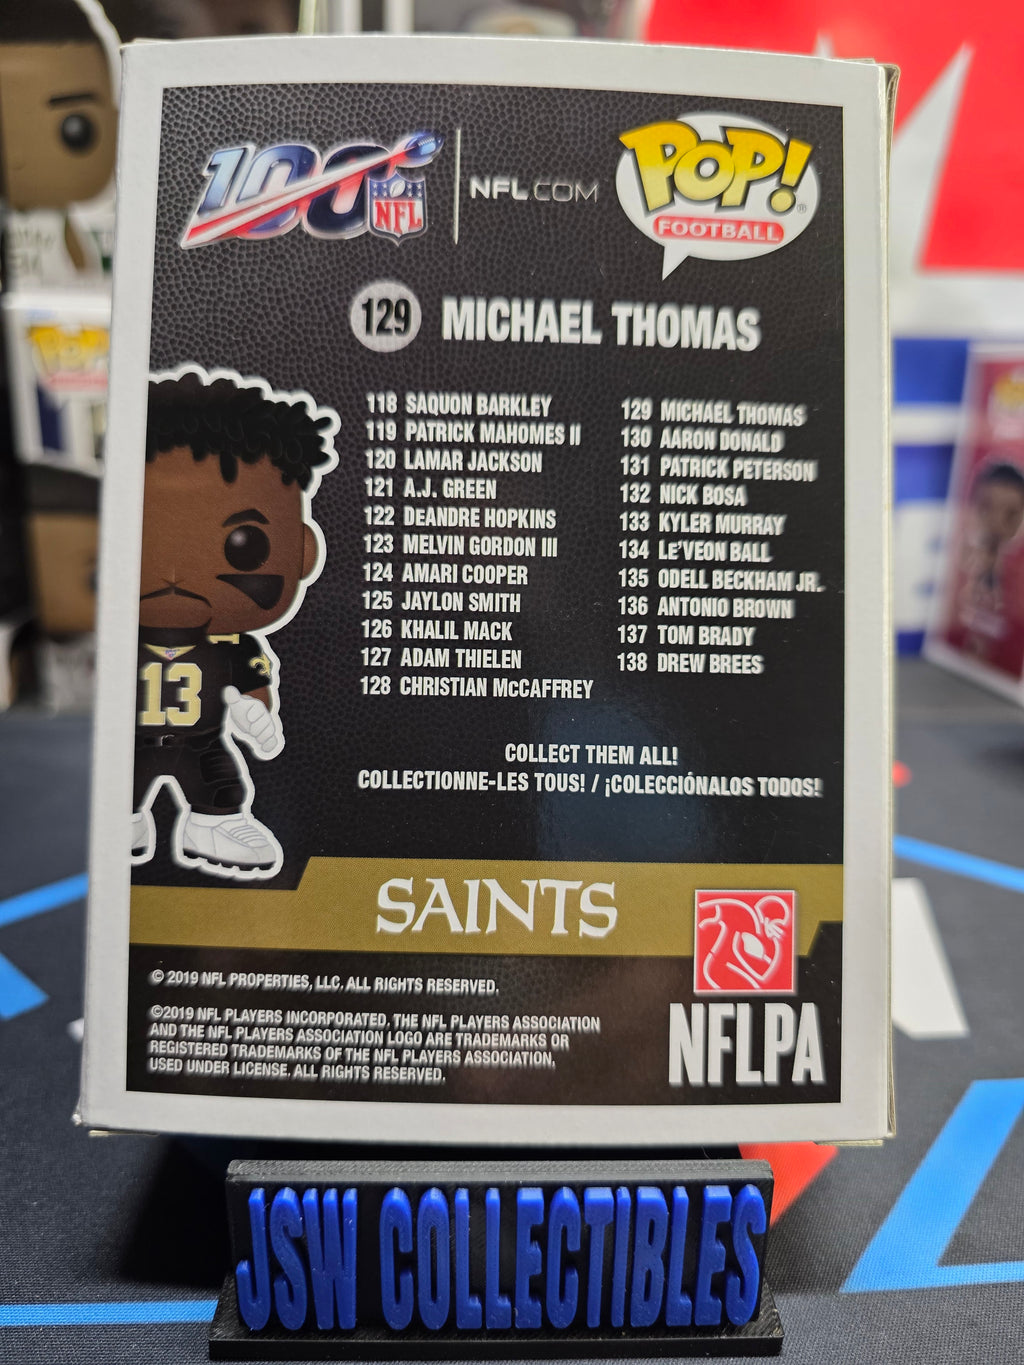 100
NFL
NFL.COM
POP!
FOOTBALL
129 MICHAEL THOMAS
118 SAQUON BARKLEY
119 PATRICK MAHOMES II
120 LAMAR JACKSON
121 A.J. GREEN
122 DeANDRE HOPKINS
123 MELVIN GORDON III
124 AMARI COOPER
125 JAYLON SMITH
126 KHALIL MACK
127 ADAM THIELEN
128 CHRISTIAN McCAFFREY
129 MICHAEL THOMAS
130 AARON DONALD
131 PATRICK PETERSON
132 NICK BOSA
133 KYLER MURRAY
134 Le'VEON BALL
135 ODELL BECKHAM JR.
136 ANTONIO BROWN
137 TOM BRADY
138 DREW BREES
13
COLLECT THEM ALL!
COLLECTIONNE-LES TOUS! / ¡COLECCIÓNALOS TODOS!
SAINTS
© 2019 NFL PROPERTIES, LLC. ALL RIGHTS RESERVED.
©2019 NFL PLAYERS INCORPORATED. THE NFL PLAYERS ASSOCIATION
AND THE NFL PLAYERS ASSOCIATION LOGO ARE TRADEMARKS OR
REGISTERED TRADEMARKS OF THE NFL PLAYERS ASSOCIATION,
USED UNDER LICENSE. ALL RIGHTS RESERVED.
NFLPA
JSW COLLECTIBLES